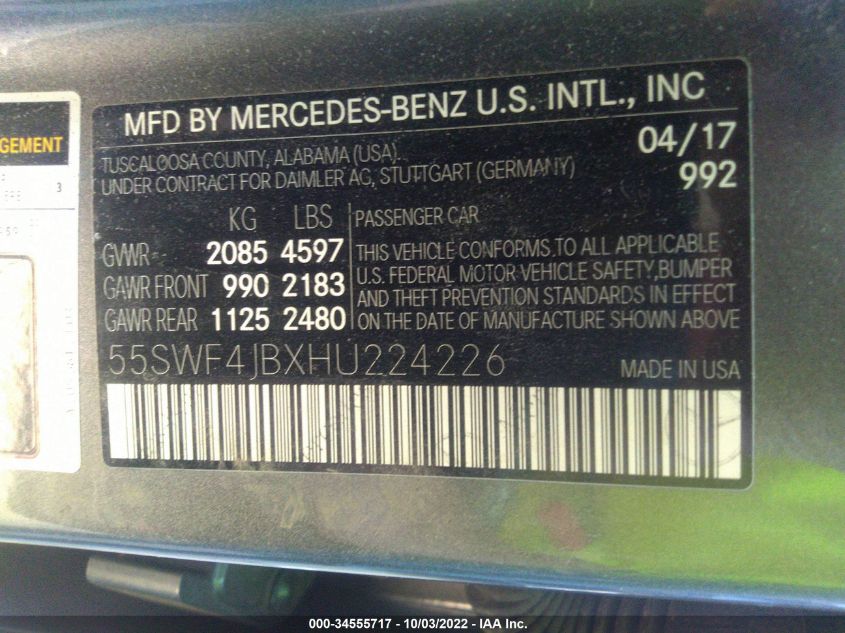 GEMENT
3
MFD BY MERCEDES-BENZ U.S. INTL., INC
TUSCALOOSA COUNTY, ALABAMA (USA)
04/17
UNDER CONTRACT FOR DAIMLER AG, STUTTGART (GERMANY)
992
KG LBS
PASSENGER CAR
GVWR 2085 4597
GAWR FRONT 990 2183
GAWR REAR 1125 2480
THIS VEHICLE CONFORMS TO ALL APPLICABLE
U.S. FEDERAL MOTOR VEHICLE SAFETY, BUMPER
AND THEFT PREVENTION STANDARDS IN EFFECT
ON THE DATE OF MANUFACTURE SHOWN ABOVE
55SWF4JBXHU224226
MADE IN USA
000-34555717 - 10/03/2022 - IAA Inc.